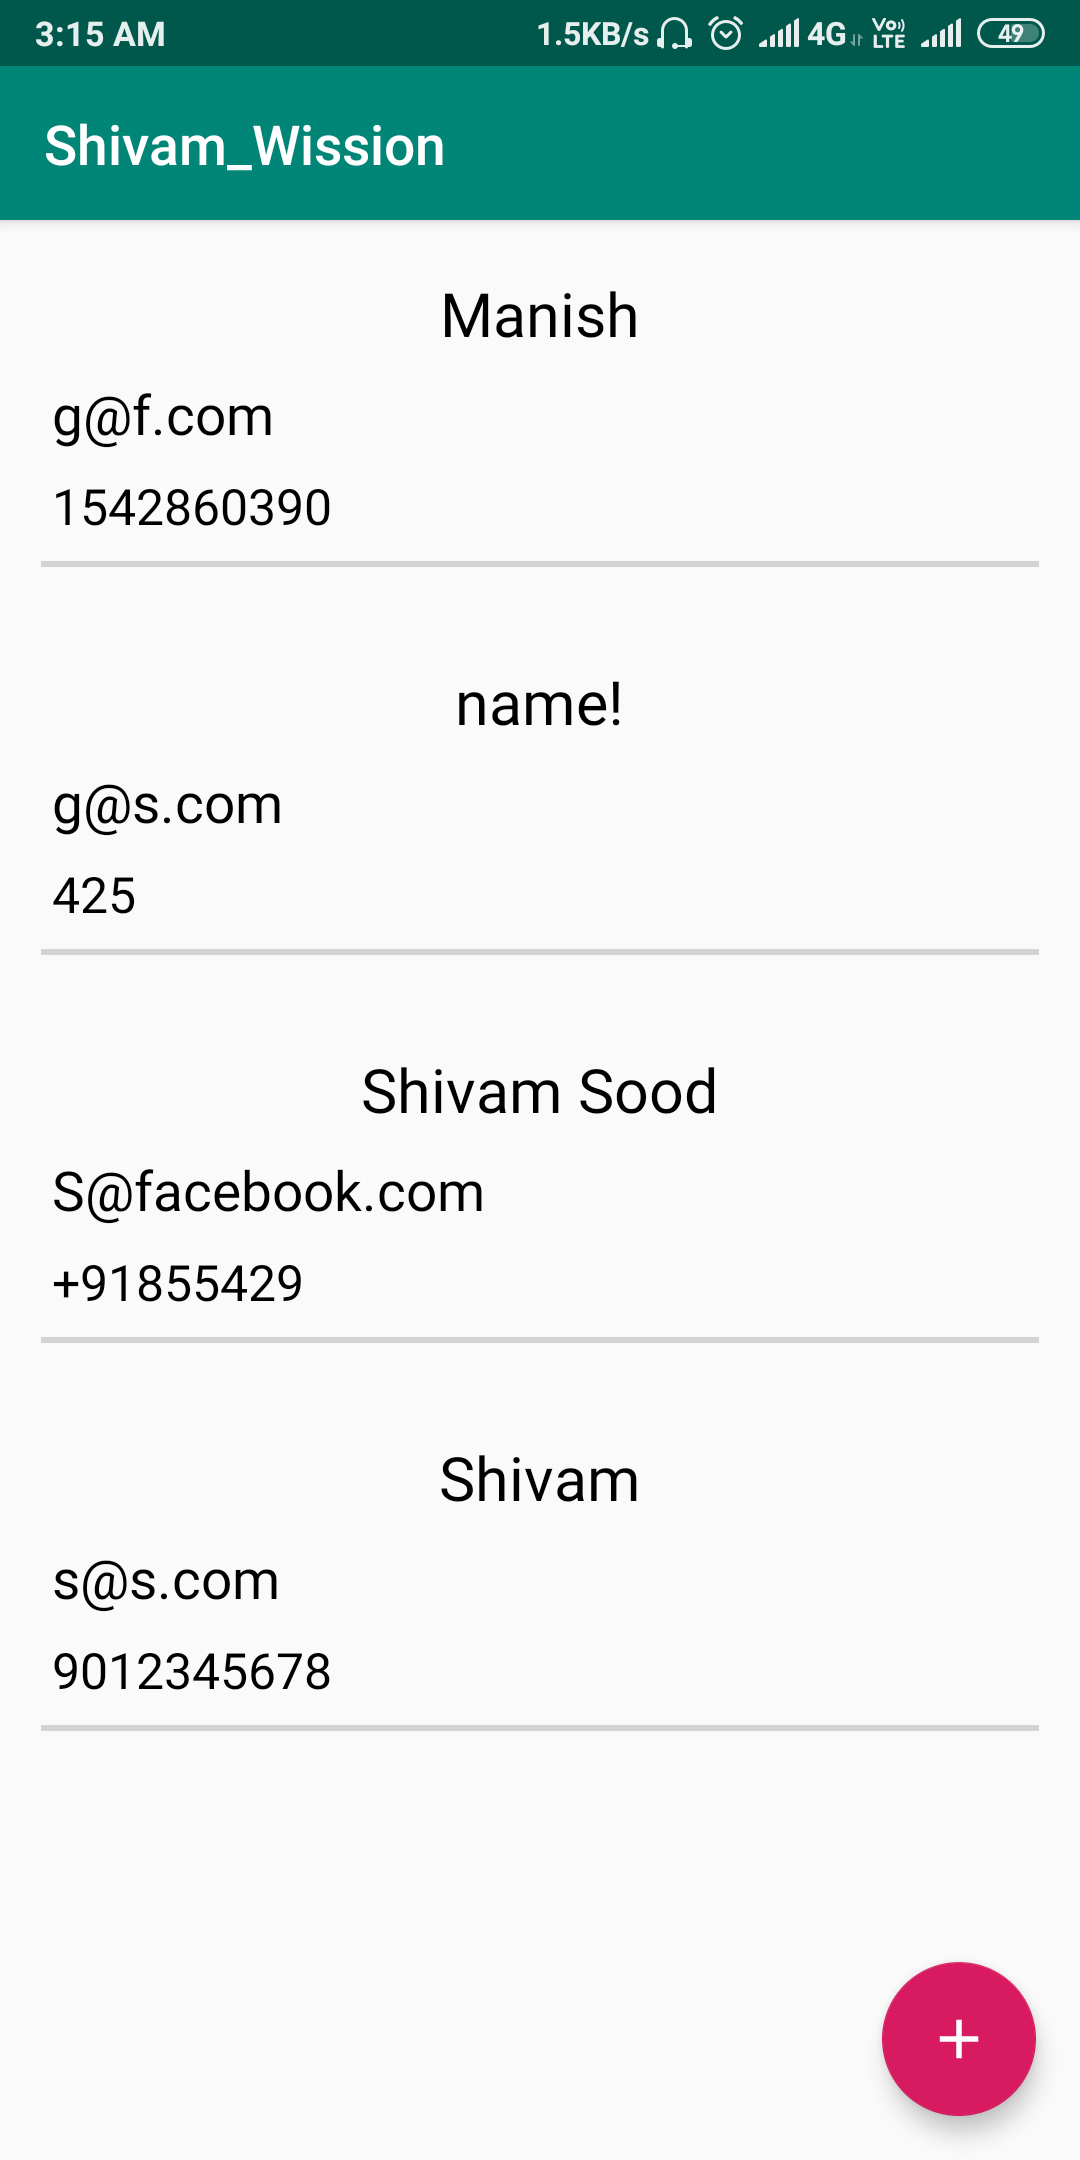 3:15 AM 1.5KB/s 4G Vo LTE 49
Shivam_Wission
Manish
g@f.com
1542860390
name!
g@s.com
425
Shivam Sood
S@facebook.com
+91855429
Shivam
s@s.com
9012345678
+